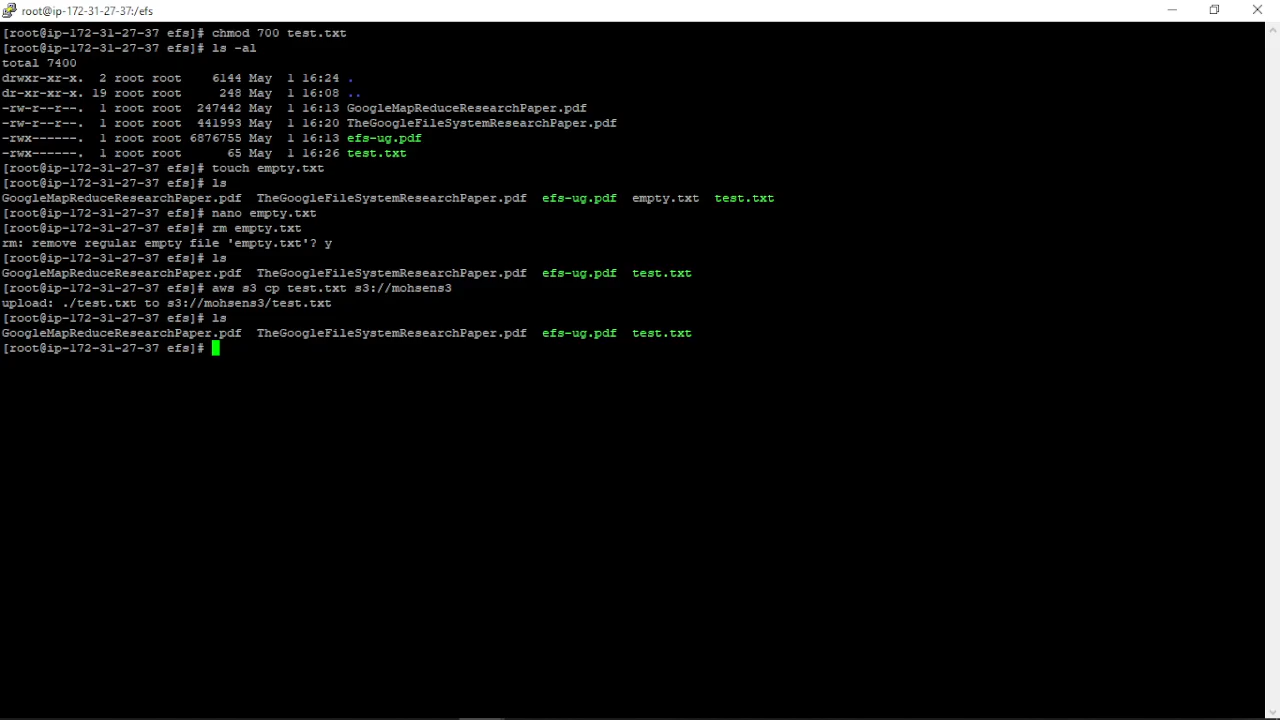 root@ip-172-31-27-37:/efs
[root@ip-172-31-27-37 efs]# chmod 700 test.txt
[root@ip-172-31-27-37 efs]# ls -al
total 7400
drwxr-xr-x.  2 root root    6144 May  1 16:24 .
dr-xr-xr-x. 19 root root     248 May  1 16:08 ..
-rw-r--r--.  1 root root  247442 May  1 16:13 GoogleMapReduceResearchPaper.pdf
-rw-r--r--.  1 root root  441993 May  1 16:20 TheGoogleFileSystemResearchPaper.pdf
-rwx------.  1 root root 6876755 May  1 16:13 efs-ug.pdf
-rwx------.  1 root root      65 May  1 16:26 test.txt
[root@ip-172-31-27-37 efs]# touch empty.txt
[root@ip-172-31-27-37 efs]# ls
GoogleMapReduceResearchPaper.pdf  TheGoogleFileSystemResearchPaper.pdf  efs-ug.pdf  empty.txt  test.txt
[root@ip-172-31-27-37 efs]# nano empty.txt
[root@ip-172-31-27-37 efs]# rm empty.txt
rm: remove regular empty file 'empty.txt'? y
[root@ip-172-31-27-37 efs]# ls
GoogleMapReduceResearchPaper.pdf  TheGoogleFileSystemResearchPaper.pdf  efs-ug.pdf  test.txt
[root@ip-172-31-27-37 efs]# aws s3 cp test.txt s3://mohsens3
upload: ./test.txt to s3://mohsens3/test.txt
[root@ip-172-31-27-37 efs]# ls
GoogleMapReduceResearchPaper.pdf  TheGoogleFileSystemResearchPaper.pdf  efs-ug.pdf  test.txt
[root@ip-172-31-27-37 efs]#